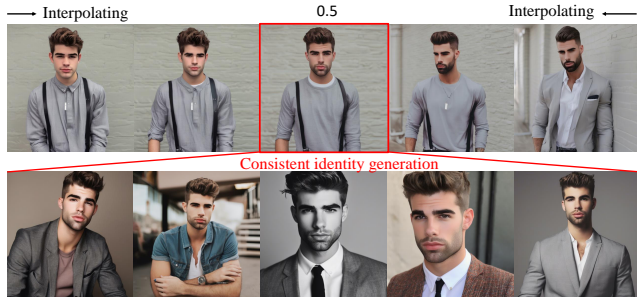 → Interpolating
0.5
Interpolating ←
Consistent identity generation